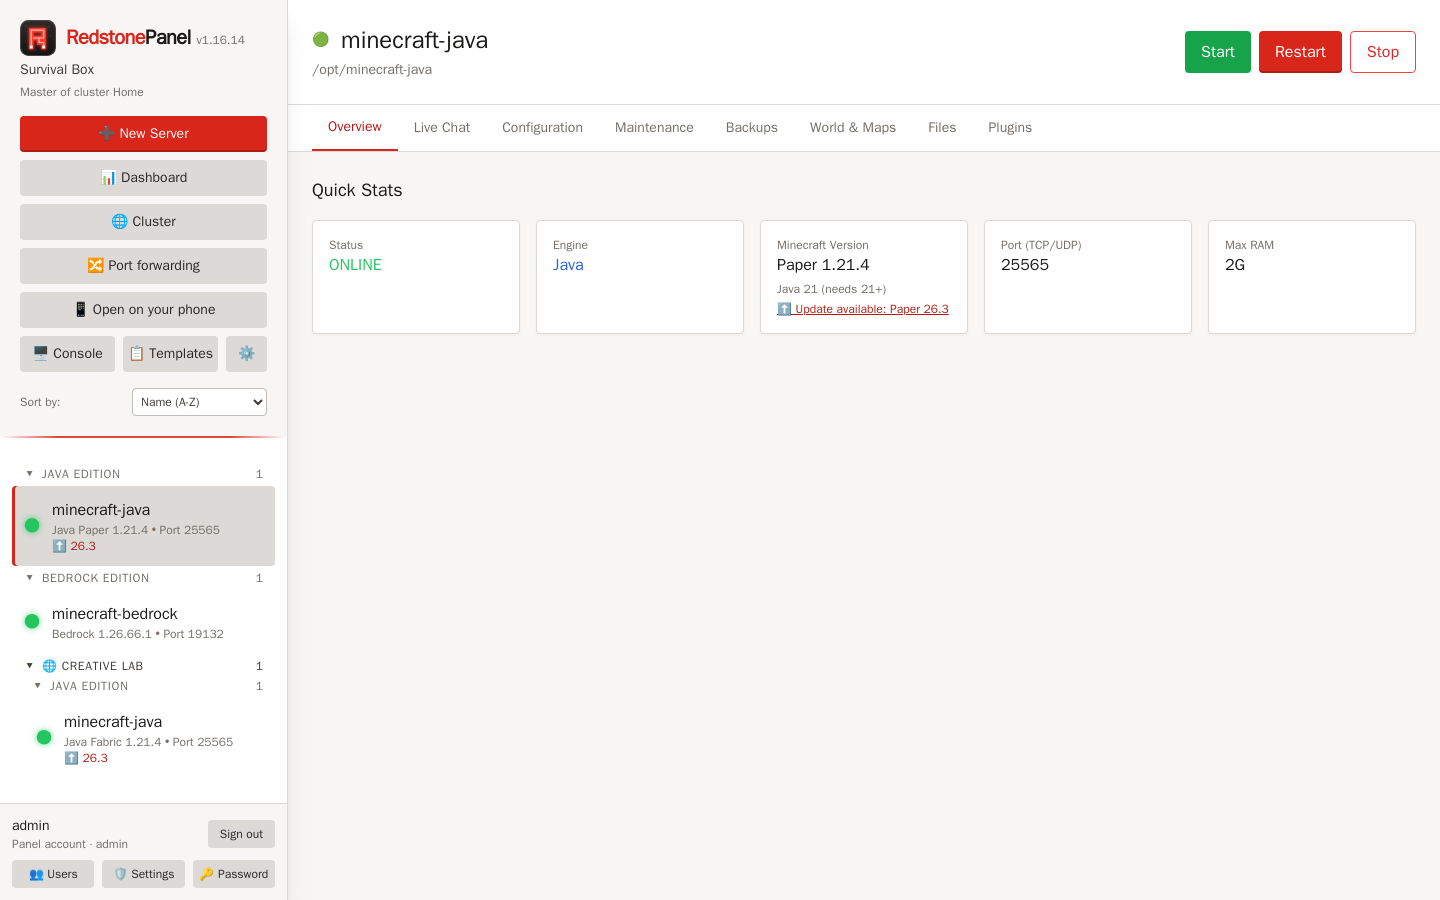 RedstonePanel v1.16.14
Survival Box
Master of cluster Home
➕ New Server
📊 Dashboard
🌐 Cluster
🔀 Port forwarding
📱 Open on your phone
🖥️ Console
📋 Templates
⚙️
Sort by:
Name (A-Z)
▼ JAVA EDITION 1
minecraft-java
Java Paper 1.21.4 • Port 25565
⬆️ 26.3
▼ BEDROCK EDITION 1
minecraft-bedrock
Bedrock 1.26.66.1 • Port 19132
▼ 🌐 CREATIVE LAB 1
▼ JAVA EDITION 1
minecraft-java
Java Fabric 1.21.4 • Port 25565
⬆️ 26.3
admin
Panel account · admin
Sign out
👥 Users
🛡️ Settings
🔑 Password
🟢 minecraft-java
/opt/minecraft-java
Start
Restart
Stop
Overview
Live Chat
Configuration
Maintenance
Backups
World & Maps
Files
Plugins
Quick Stats
Status
ONLINE
Engine
Java
Minecraft Version
Paper 1.21.4
Java 21 (needs 21+)
⬆️ Update available: Paper 26.3
Port (TCP/UDP)
25565
Max RAM
2G